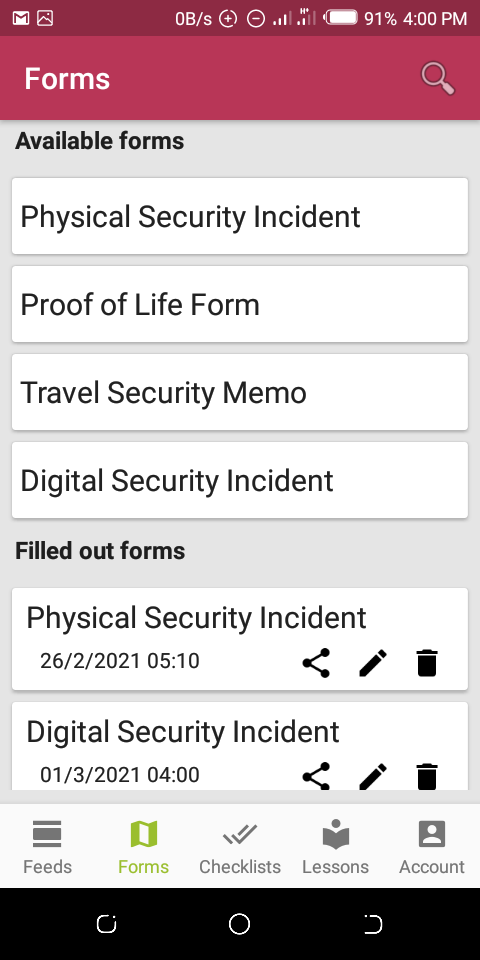 0B/s H+ 91% 4:00 PM
Forms
Available forms
Physical Security Incident
Proof of Life Form
Travel Security Memo
Digital Security Incident
Filled out forms
Physical Security Incident
26/2/2021 05:10
Digital Security Incident
01/3/2021 04:00
Feeds Forms Checklists Lessons Account